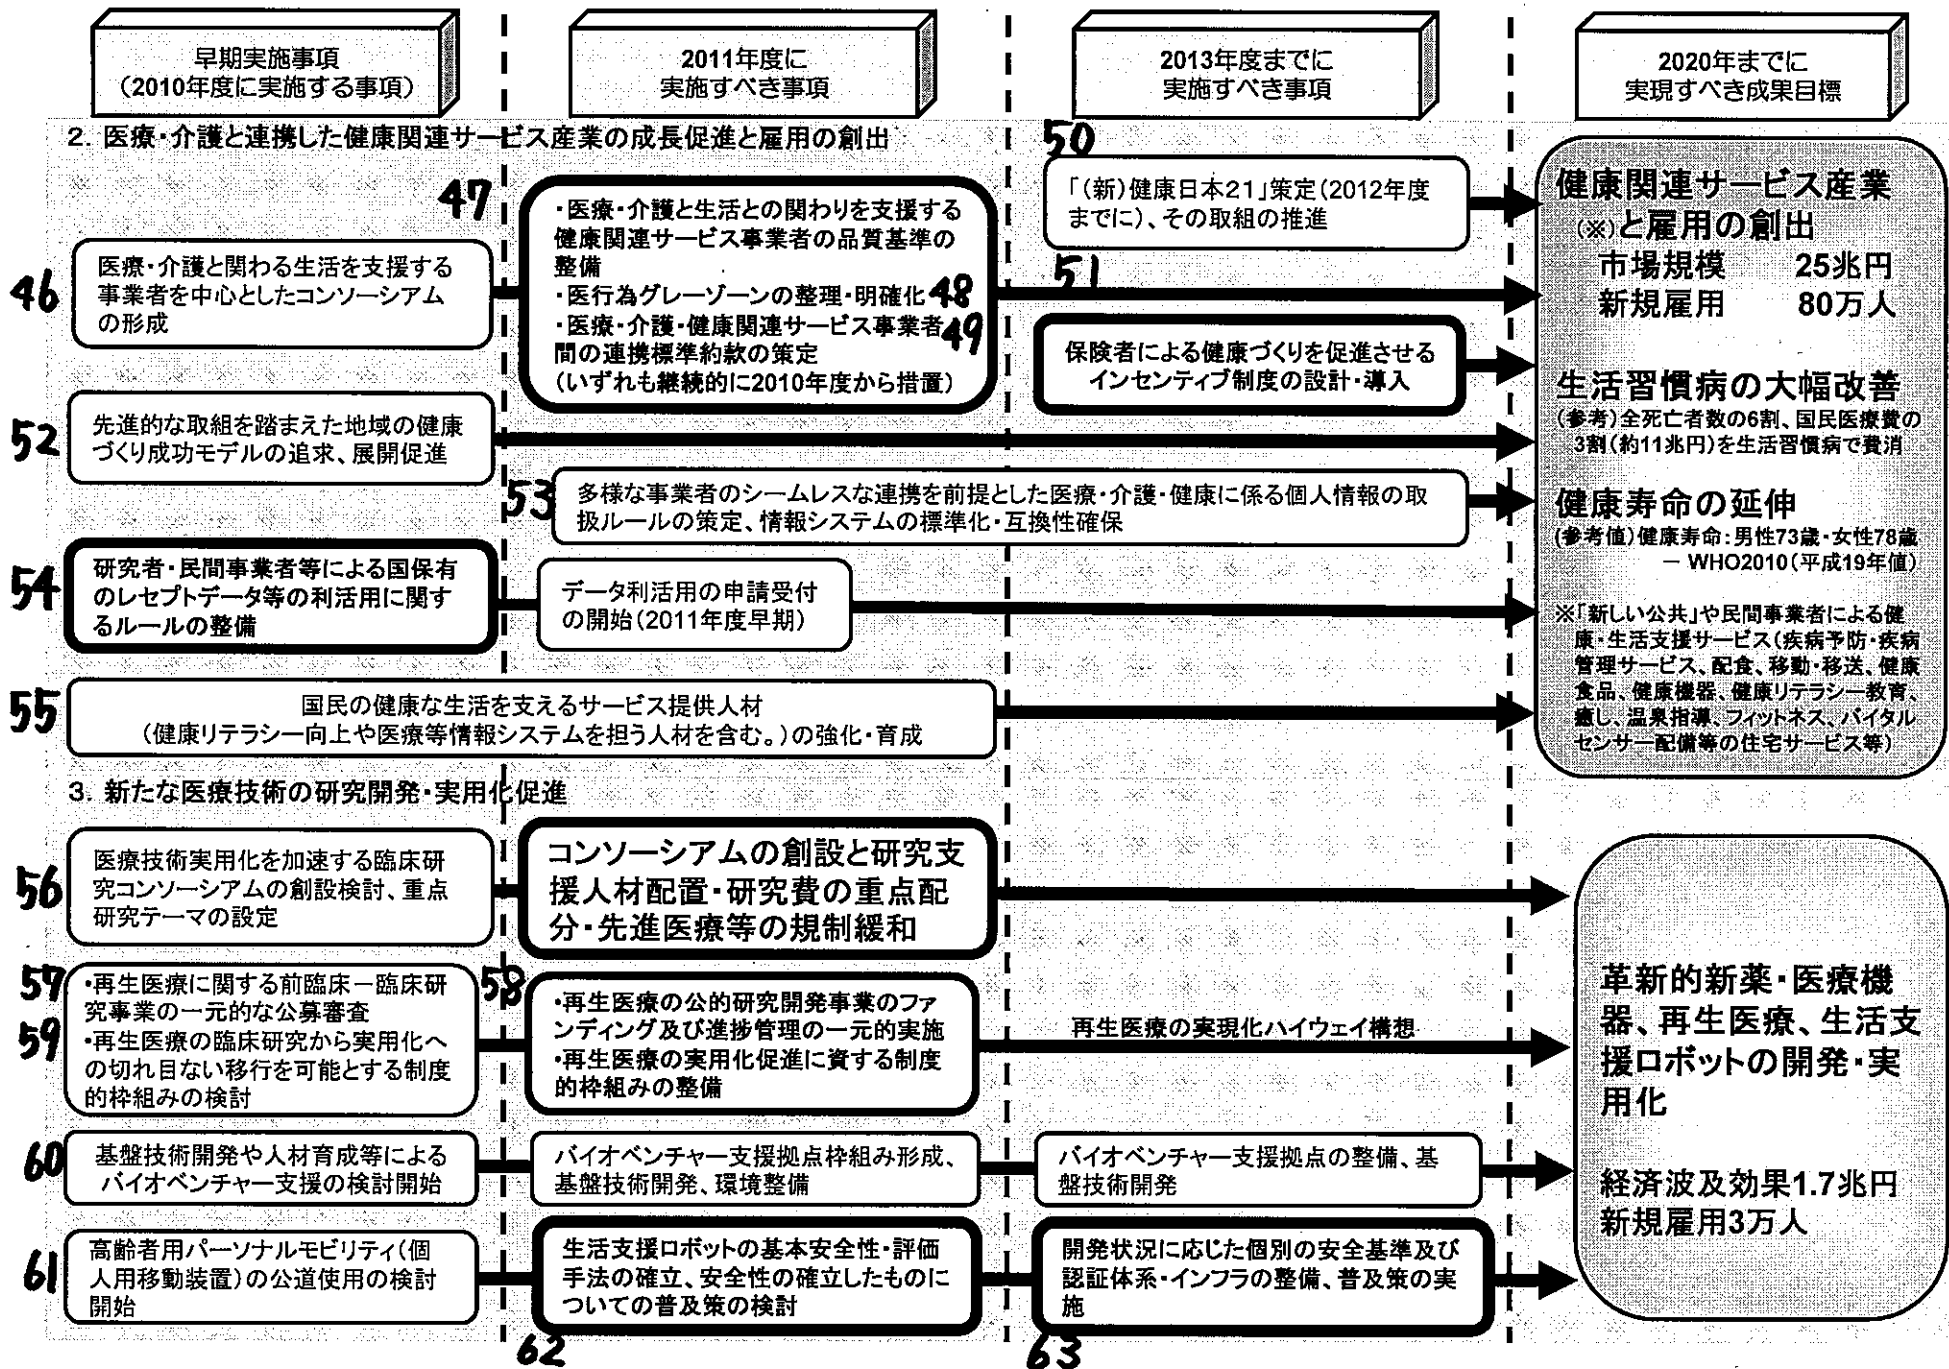 早期実施事項
(2010年度に実施する事項)
2011年度に
実施すべき事項
2013年度までに
実施すべき事項
2020年までに
実現すべき成果目標
2. 医療・介護と連携した健康関連サービス産業の成長促進と雇用の創出
46
医療・介護と関わる生活を支援する
事業者を中心としたコンソーシアム
の形成
47
・医療・介護と生活との関わりを支援する
健康関連サービス事業者の品質基準の
整備
・医行為グレーゾーンの整理・明確化 48
・医療・介護・健康関連サービス事業者 49
間の連携標準約款の策定
(いずれも継続的に2010年度から措置)
50
「(新)健康日本21」策定(2012年度
までに)、その取組の推進
51
保険者による健康づくりを促進させる
インセンティブ制度の設計・導入
52
先進的な取組を踏まえた地域の健康
づくり成功モデルの追求、展開促進
53
多様な事業者のシームレスな連携を前提とした医療・介護・健康に係る個人情報の取
扱ルールの策定、情報システムの標準化・互換性確保
54
研究者・民間事業者等による国保有
のレセプトデータ等の利活用に関す
るルールの整備
データ利活用の申請受付
の開始(2011年度早期)
55
国民の健康な生活を支えるサービス提供人材
(健康リテラシー向上や医療等情報システムを担う人材を含む。)の強化・育成
健康関連サービス産業
(※)と雇用の創出
市場規模 25兆円
新規雇用 80万人
生活習慣病の大幅改善
(参考)全死亡者数の6割、国民医療費の
3割(約11兆円)を生活習慣病で費消
健康寿命の延伸
(参考値)健康寿命:男性73歳・女性78歳
― WHO2010(平成19年値)
※「新しい公共」や民間事業者による健
康・生活支援サービス(疾病予防・疾病
管理サービス、配食、移動・移送、健康
食品、健康機器、健康リテラシー教育、
癒し、温泉指導、フィットネス、バイタル
センサー配備等の住宅サービス等)
3. 新たな医療技術の研究開発・実用化促進
56
医療技術実用化を加速する臨床研
究コンソーシアムの創設検討、重点
研究テーマの設定
コンソーシアムの創設と研究支
援人材配置・研究費の重点配
分・先進医療等の規制緩和
57
・再生医療に関する前臨床―臨床研
究事業の一元的な公募審査
59
・再生医療の臨床研究から実用化へ
の切れ目ない移行を可能とする制度
的枠組みの検討
58
・再生医療の公的研究開発事業のファ
ンディング及び進捗管理の一元的実施
・再生医療の実用化促進に資する制度
的枠組みの整備
再生医療の実現化ハイウェイ構想
60
基盤技術開発や人材育成等による
バイオベンチャー支援の検討開始
バイオベンチャー支援拠点枠組み形成、
基盤技術開発、環境整備
バイオベンチャー支援拠点の整備、基
盤技術開発
61
高齢者用パーソナルモビリティ(個
人用移動装置)の公道使用の検討
開始
生活支援ロボットの基本安全性・評価
手法の確立、安全性の確立したものに
ついての普及策の検討
62
開発状況に応じた個別の安全基準及び
認証体系・インフラの整備、普及策の実
施
63
革新的新薬・医療機
器、再生医療、生活支
援ロボットの開発・実
用化
経済波及効果1.7兆円
新規雇用3万人